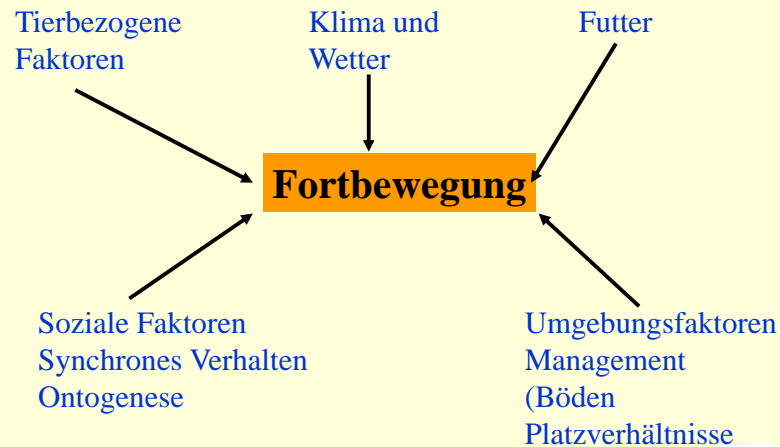 Tierbezogene
Faktoren
Klima und
Wetter
Futter
Fortbewegung
Soziale Faktoren
Synchrones Verhalten
Ontogenese
Umgebungsfaktoren
Management
(Böden
Platzverhältnisse